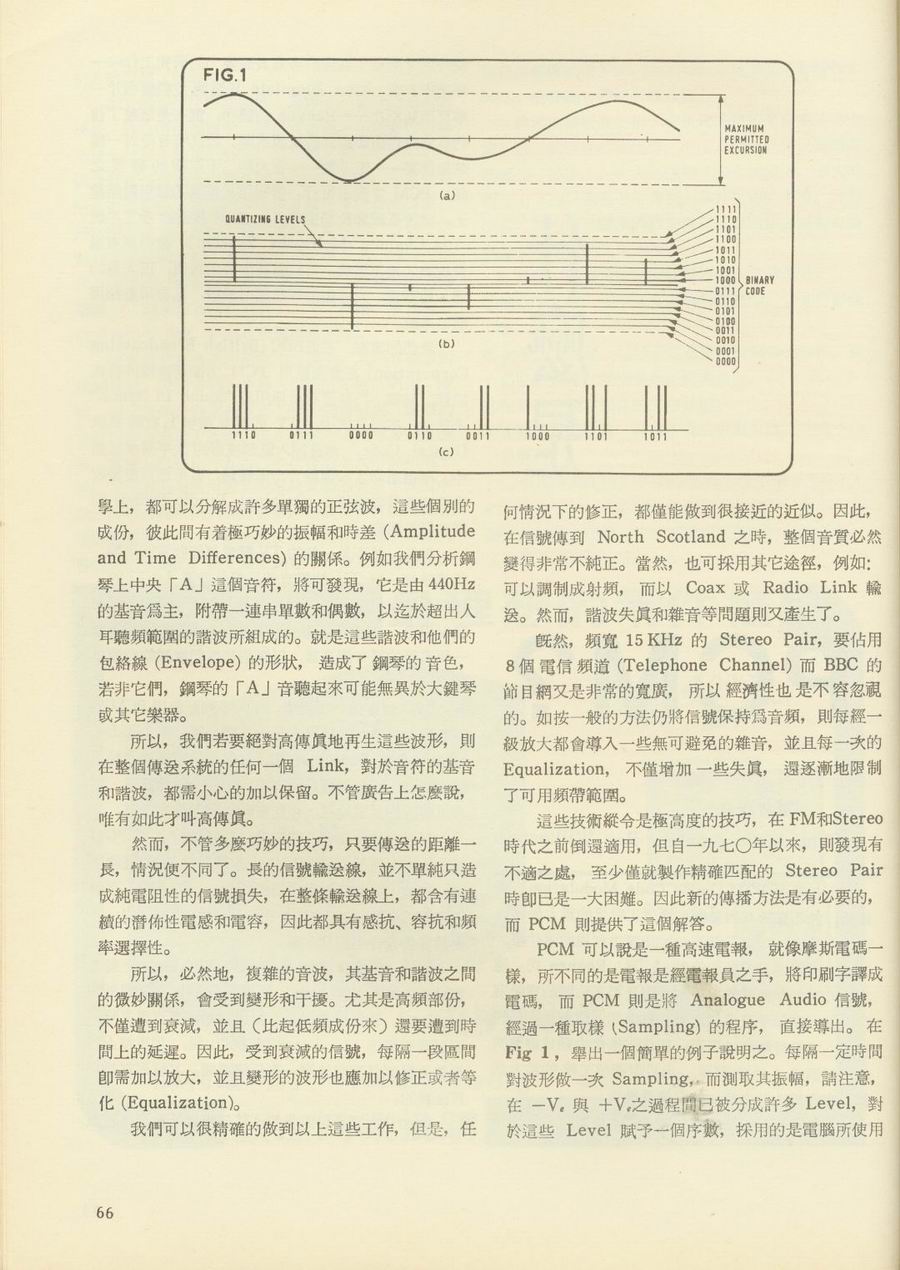 FIG.1
MAXIMUM
PERMITTED
EXCURSION
(a)
QUANTIZING LEVELS
1111
1110
1101
1100
1011
1010
1001
1000
0111
0110
0101
0100
0011
0010
0001
0000
BINARY
CODE
(b)
1110 0111 0000 0110 0011 1000 1101 1011
(c)
學上，都可以分解成許多單獨的正弦波，這些個別的
成份，彼此間有着極巧妙的振幅和時差 (Amplitude
and Time Differences) 的關係。例如我們分析鋼
琴上中央「A」這個音符，將可發現，它是由 440Hz
的基音爲主，附帶一連串單數和偶數，以迄於超出人
耳聽頻範圍的諧波所組成的。就是這些諧波和他們的
包絡線 (Envelope) 的形狀， 造成了 鋼琴的 音色，
若非它們，鋼琴的「A」音聽起來可能無異於大鍵琴
或其它樂器。
所以，我們若要絕對高傳眞地再生這些波形，則
在整個傳送系統的任何一個 Link，對於音符的基音
和諧波，都需小心的加以保留。不管廣告上怎麼說，
唯有如此才叫高傳眞。
然而，不管多麼巧妙的技巧，只要傳送的距離一
長，情況便不同了。長的信號輸送線，並不單純只造
成純電阻性的信號損失，在整條輸送線上，都含有連
續的潛佈性電感和電容，因此都具有感抗、容抗和頻
率選擇性。
所以，必然地，複雜的音波，其基音和諧波之間
的微妙關係，會受到變形和干擾。尤其是高頻部份，
不僅遭到衰減，並且（比起低頻成份來）還要遭到時
間上的延遲。因此，受到衰減的信號，每隔一段區間
卽需加以放大，並且變形的波形也應加以修正或者等
化 (Equalization)。
我們可以很精確的做到以上這些工作，但是，任
何情況下的修正，都僅能做到很接近的近似。因此，
在信號傳到 North Scotland 之時，整個音質必然
變得非常不純正。當然，也可採用其它途徑，例如：
可以調制成射頻， 而以 Coax 或 Radio Link 輸
送。然而，諧波失眞和雜音等問題則又產生了。
旣然，頻寬 15 KHz 的 Stereo Pair，要佔用
8 個 電信 頻道 (Telephone Channel) 而 BBC 的
節目網又是非常的寬廣， 所以 經濟性也 是不 容忽視
的。如按一般的方法仍將信號保持爲音頻，則每經一
級放大都會導入一些無可避免的雜音，並且每一次的
Equalization， 不僅增加 一些失眞， 還逐漸地限制
了可用頻帶範圍。
這些技術縱令是極高度的技巧，在 FM和Stereo
時代之前倒還適用，但自一九七〇年以來，則發現有
不適之處， 至少僅就製作精確匹配的 Stereo Pair
時卽已是一大困難。因此新的傳播方法是有必要的，
而 PCM 則提供了這個解答。
PCM 可以說是一種高速電報， 就像摩斯電碼一
樣，所不同的是電報是經電報員之手，將印刷字譯成
電碼， 而 PCM 則是將 Analogue Audio 信號，
經過一種取樣 (Sampling) 的程序， 直接導出。 在
Fig 1 ，舉出一個簡單的例子說明之。每隔一定時間
對波形做一次 Sampling，而測取其振幅，請注意，
在 −Vₑ 與 +Vₑ之過程間已被分成許多 Level，對
於這些 Level 賦予一個序數，採用的是電腦所使用
66